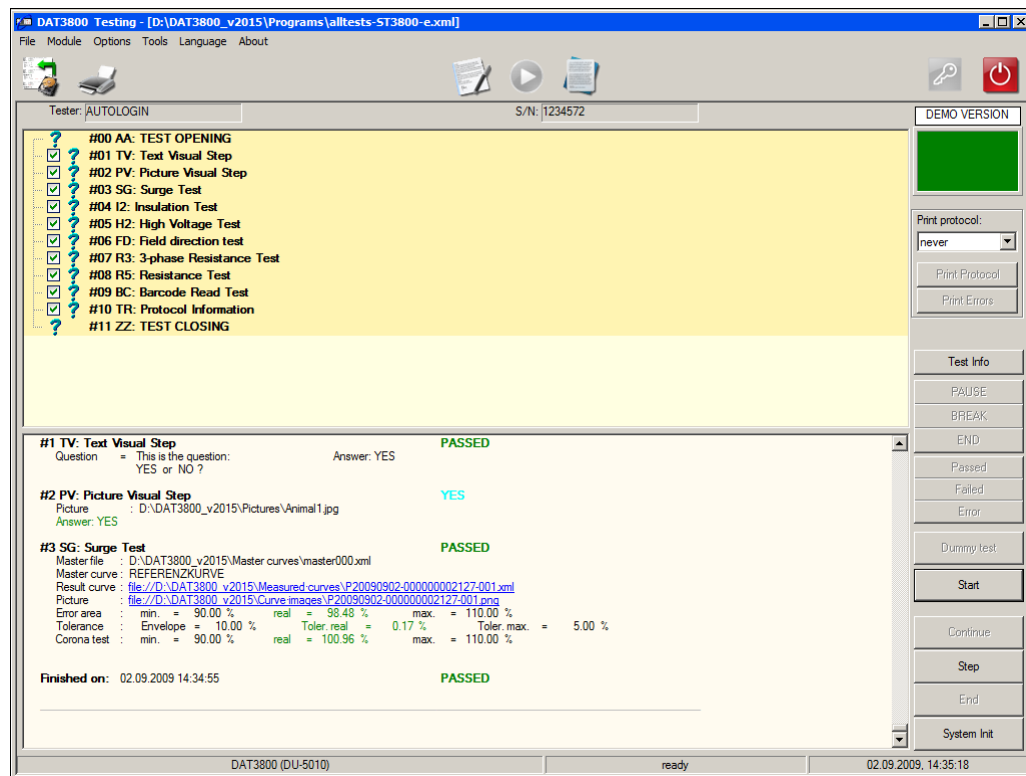 DAT3800 Testing - [D:\DAT3800_v2015\Programs\alltests-ST3800-e.xml]
File Module Options Tools Language About
Tester: AUTOLOGIN S/N: 1234572
DEMO VERSION
#00 AA: TEST OPENING
#01 TV: Text Visual Step
#02 PV: Picture Visual Step
#03 SG: Surge Test
#04 I2: Insulation Test
#05 H2: High Voltage Test
#06 FD: Field direction test
#07 R3: 3-phase Resistance Test
#08 R5: Resistance Test
#09 BC: Barcode Read Test
#10 TR: Protocol Information
#11 ZZ: TEST CLOSING
Print protocol:
never
Print Protocol
Print Errors
Test Info
PAUSE
BREAK
END
Passed
Failed
Error
Dummy test
Start
Continue
Step
End
System Init
#1 TV: Text Visual Step PASSED
Question = This is the question: Answer: YES
YES or NO ?
#2 PV: Picture Visual Step YES
Picture : D:\DAT3800_v2015\Pictures\Animal1.jpg
Answer: YES
#3 SG: Surge Test PASSED
Master file : D:\DAT3800_v2015\Master curves\master000.xml
Master curve : REFERENZKURVE
Result curve : file://D:\DAT3800_v2015\Measured-curves\P20090902-000000002127-001.xml
Picture : file://D:\DAT3800_v2015\Curve-images\P20090902-000000002127-001.png
Error area : min. = 90.00 % real = 98.48 % max. = 110.00 %
Tolerance : Envelope = 10.00 % Toler. real = 0.17 % Toler. max. = 5.00 %
Corona test : min. = 90.00 % real = 100.96 % max. = 110.00 %
Finished on: 02.09.2009 14:34:55 PASSED
DAT3800 (DU-5010) ready 02.09.2009, 14:35:18